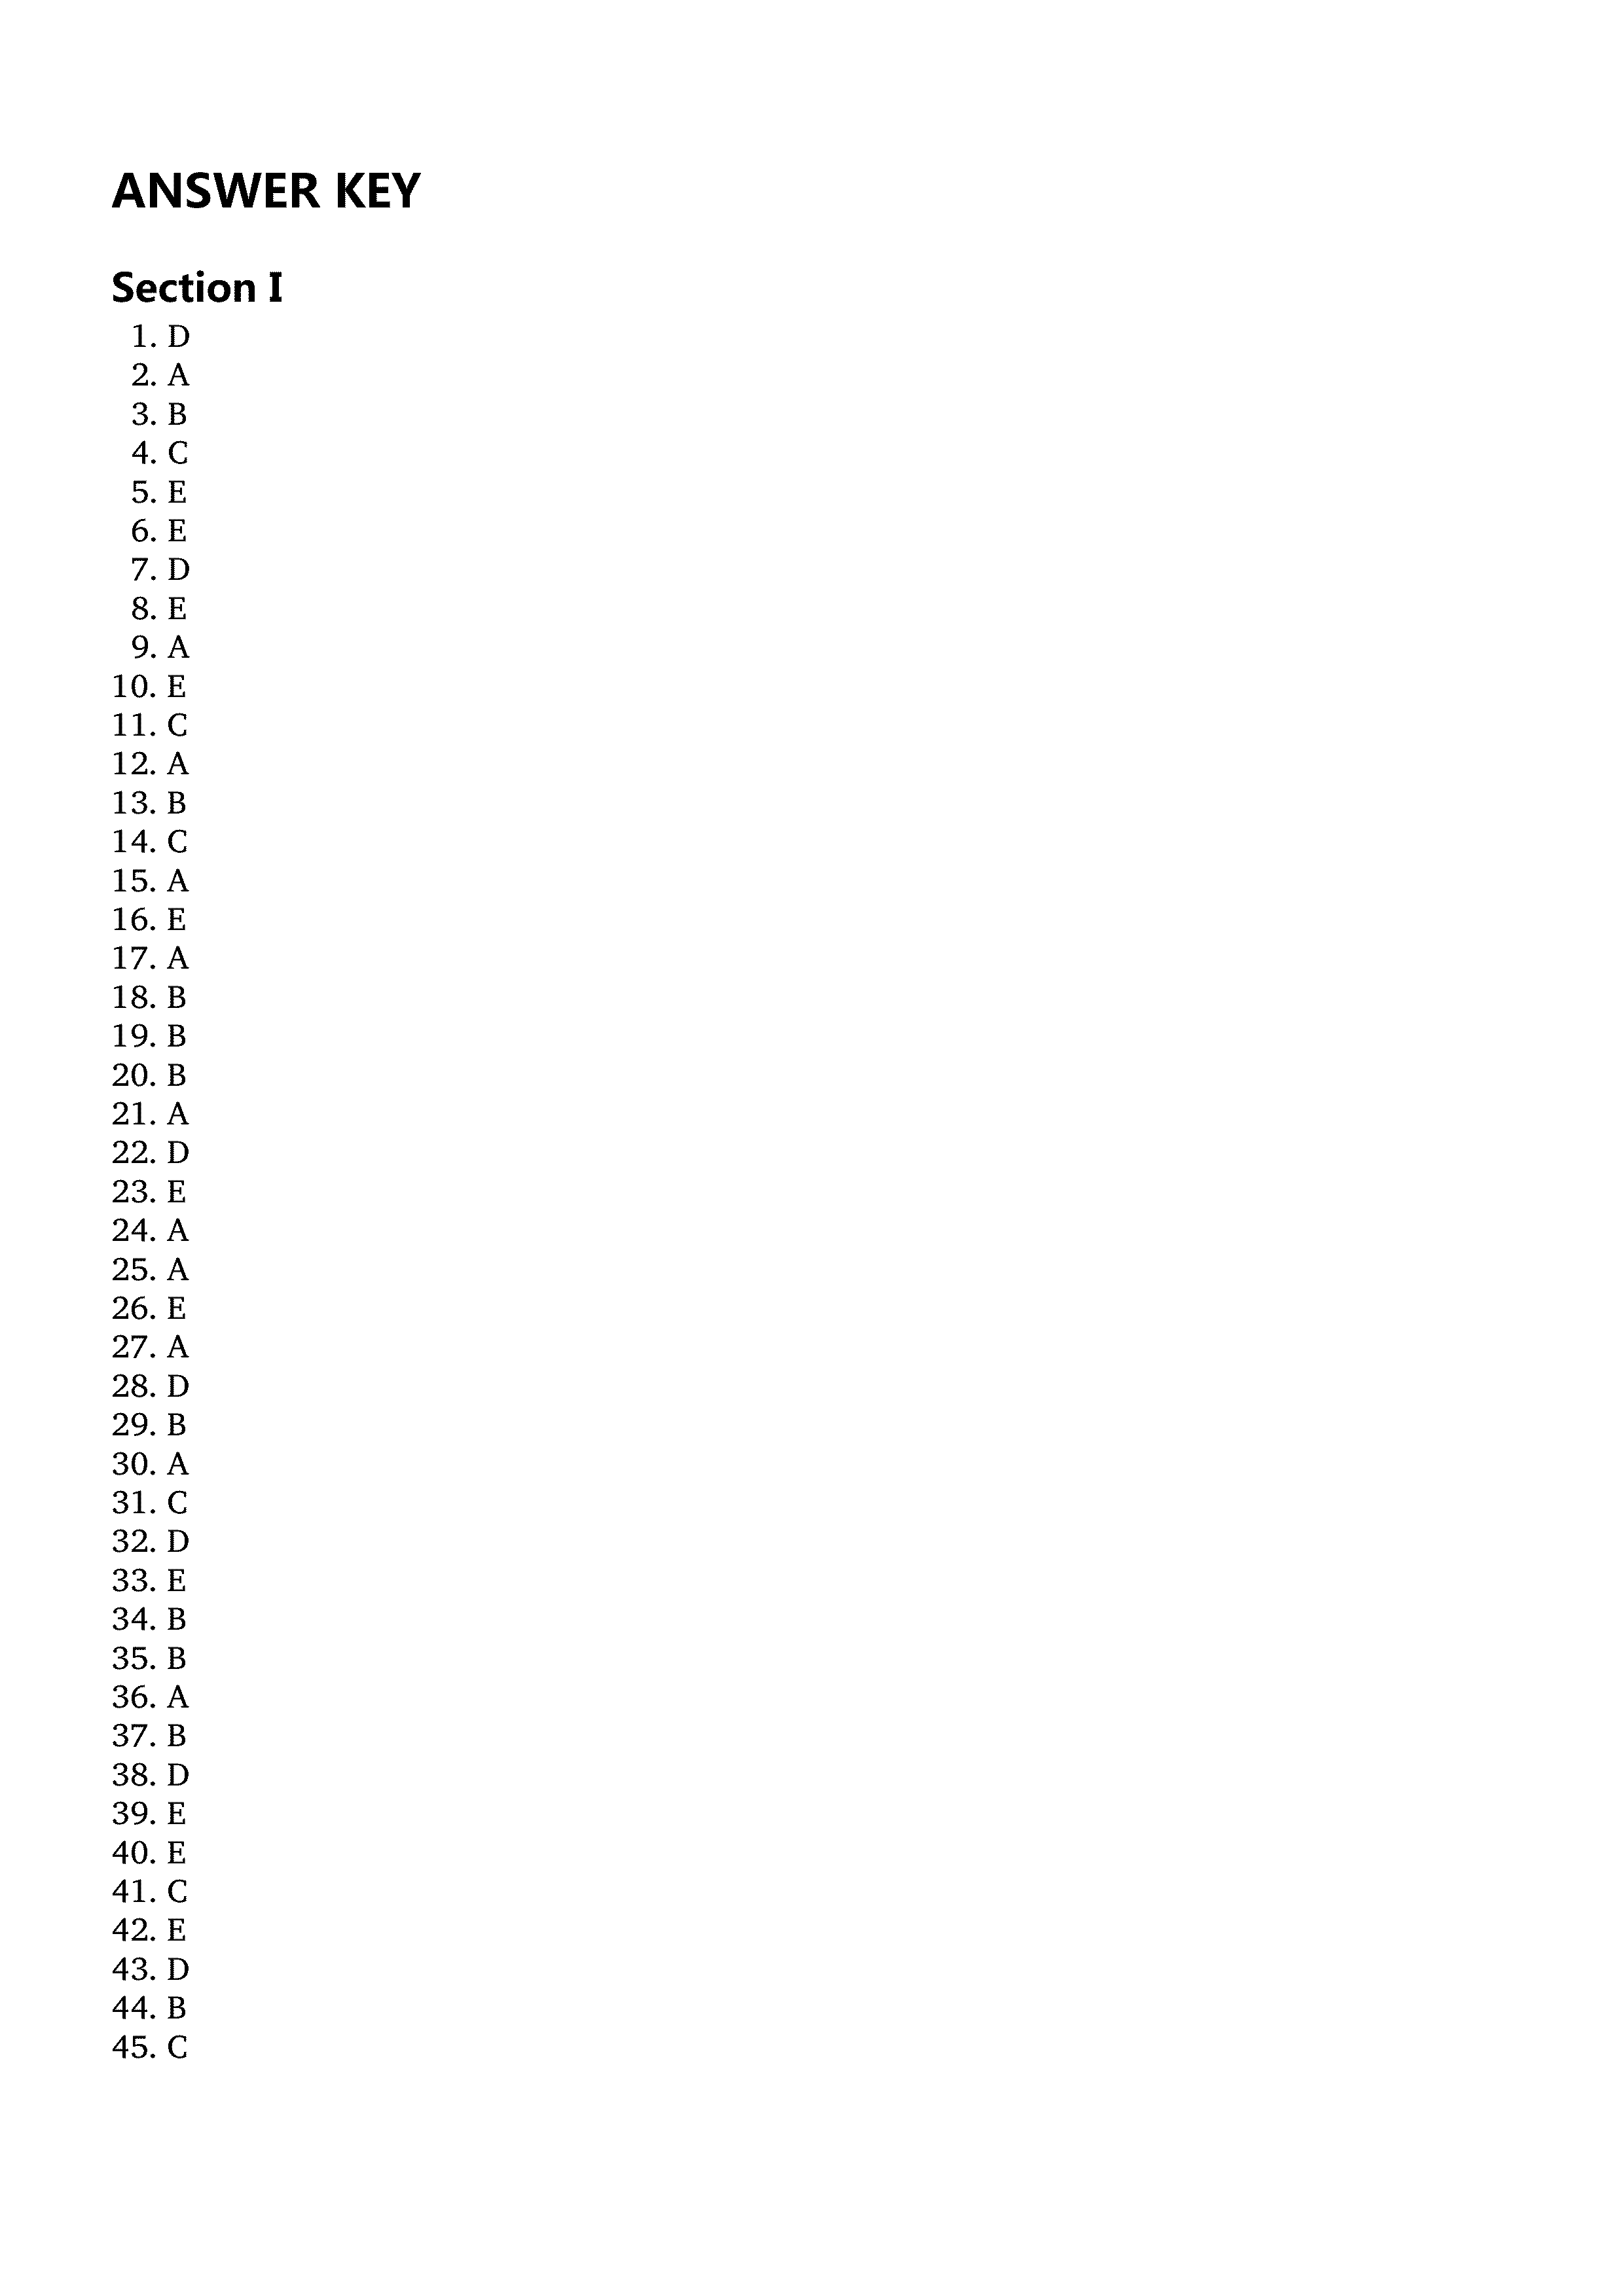 ANSWER KEY
Section I
1. D
2. A
3. B
4. C
5. E
6. E
7. D
8. E
9. A
10. E
11. C
12. A
13. B
14. C
15. A
16. E
17. A
18. B
19. B
20. B
21. A
22. D
23. E
24. A
25. A
26. E
27. A
28. D
29. B
30. A
31. C
32. D
33. E
34. B
35. B
36. A
37. B
38. D
39. E
40. E
41. C
42. E
43. D
44. B
45. C